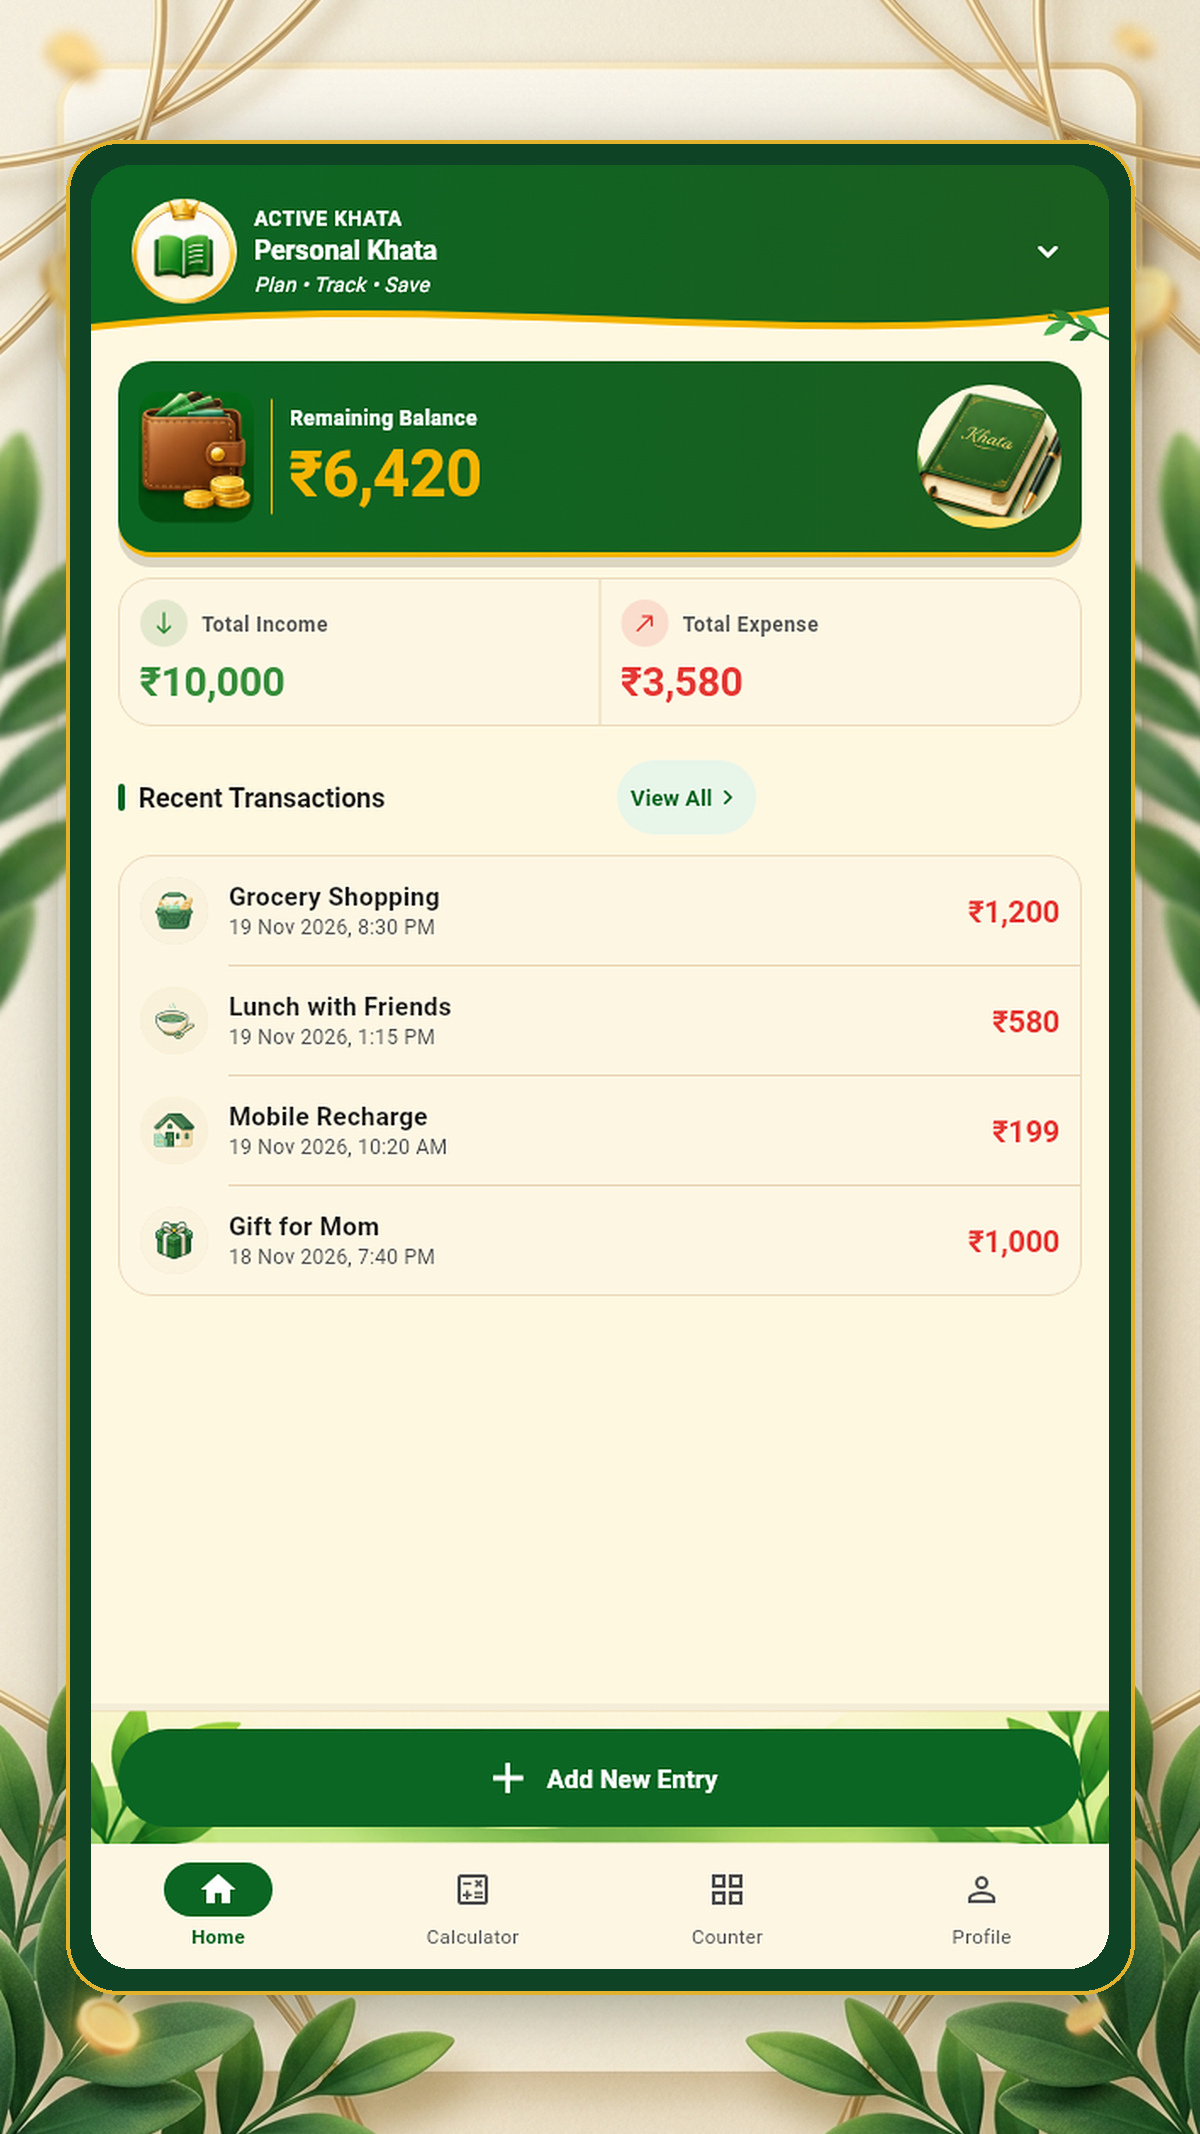 ACTIVE KHATA
Personal Khata
Plan • Track • Save
Remaining Balance
₹6,420
Khata
Total Income
₹10,000
Total Expense
₹3,580
Recent Transactions
View All
Grocery Shopping
19 Nov 2026, 8:30 PM
₹1,200
Lunch with Friends
19 Nov 2026, 1:15 PM
₹580
Mobile Recharge
19 Nov 2026, 10:20 AM
₹199
Gift for Mom
18 Nov 2026, 7:40 PM
₹1,000
Add New Entry
Home
Calculator
Counter
Profile